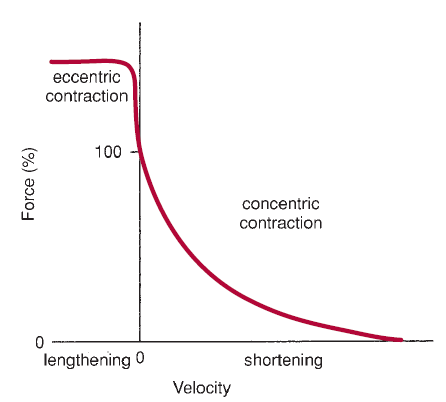 eccentric
contraction
100
Force (%)
concentric
contraction
0
lengthening 0 shortening
Velocity